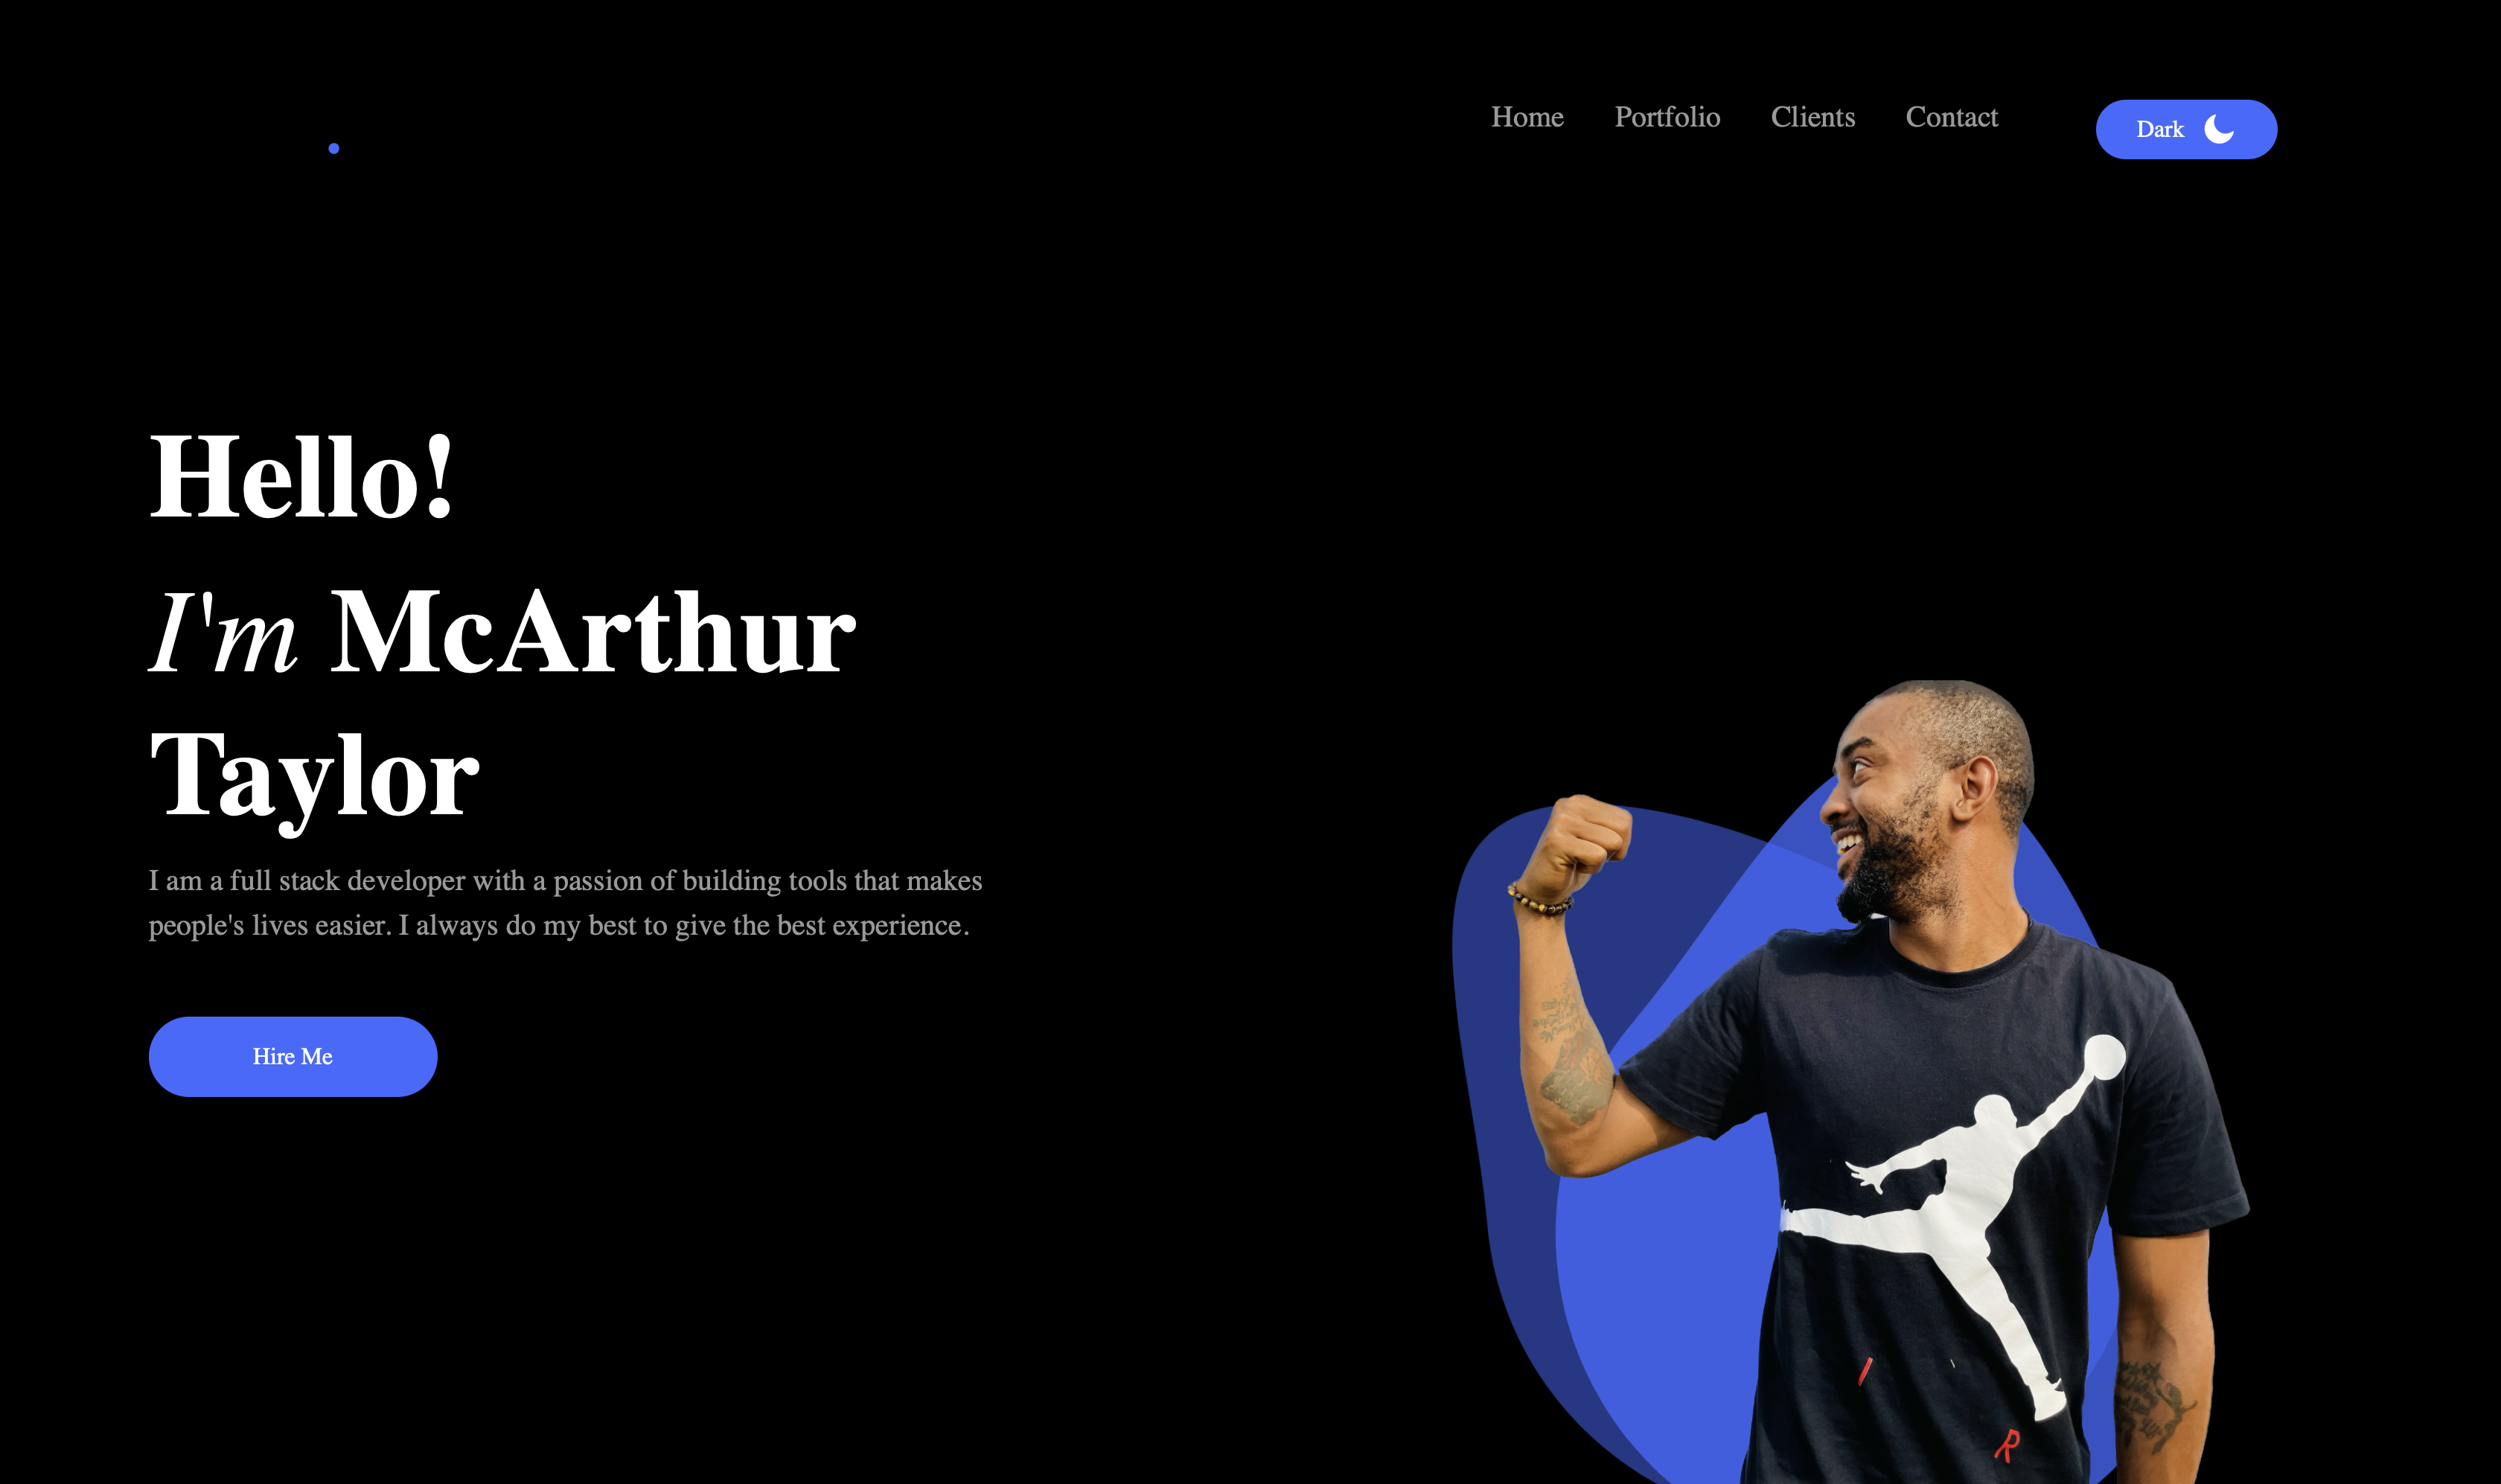 Home Portfolio Clients Contact Dark
Hello!
I'm McArthur
Taylor
I am a full stack developer with a passion of building tools that makes
people's lives easier. I always do my best to give the best experience.
Hire Me
R